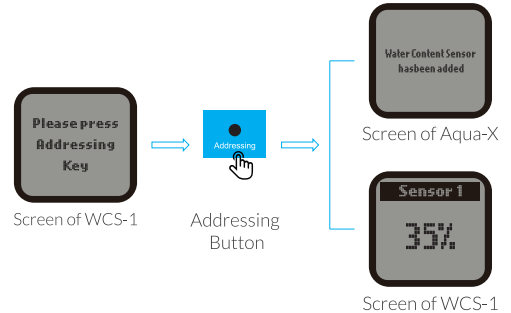 Please press
Addressing
Key
Screen of WCS-1
Addressing
Addressing
Button
Water Content Sensor
hasbeen added
Screen of Aqua-X
Sensor 1
35%
Screen of WCS-1